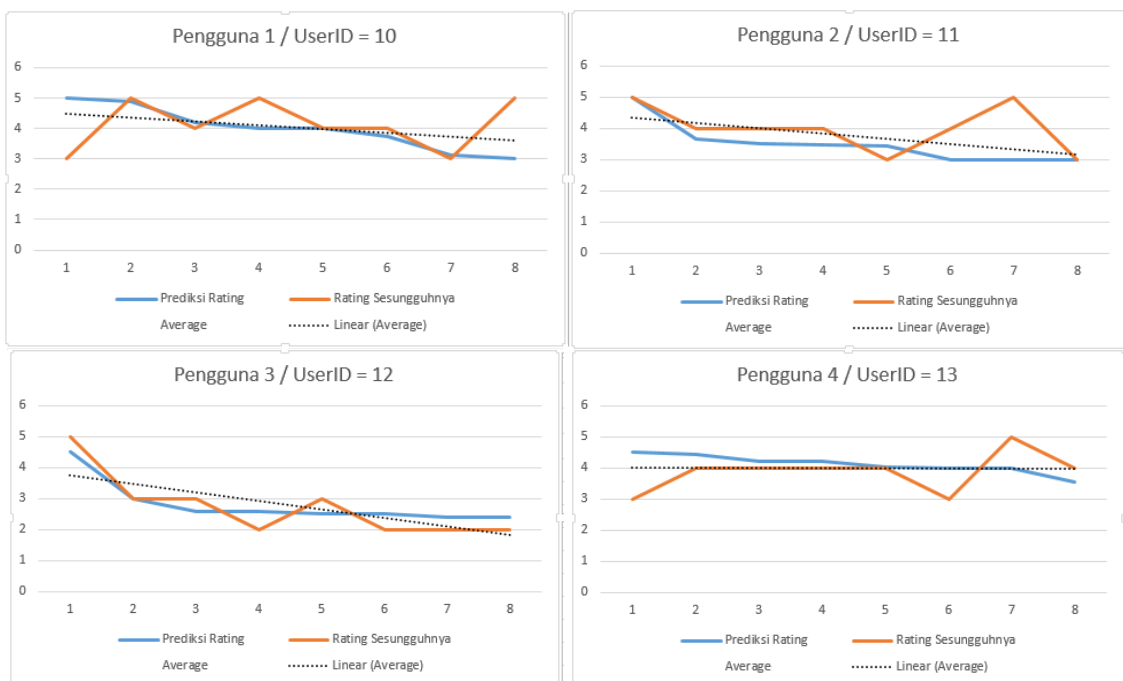 Pengguna 1 / UserID = 10
6
5
4
3
2
1
0
1 2 3 4 5 6 7 8
Prediksi Rating Rating Sesungguhnya
Average Linear (Average)
Pengguna 2 / UserID = 11
6
5
4
3
2
1
0
1 2 3 4 5 6 7 8
Prediksi Rating Rating Sesungguhnya
Average Linear (Average)
Pengguna 3 / UserID = 12
6
5
4
3
2
1
0
1 2 3 4 5 6 7 8
Prediksi Rating Rating Sesungguhnya
Average Linear (Average)
Pengguna 4 / UserID = 13
6
5
4
3
2
1
0
1 2 3 4 5 6 7 8
Prediksi Rating Rating Sesungguhnya
Average Linear (Average)